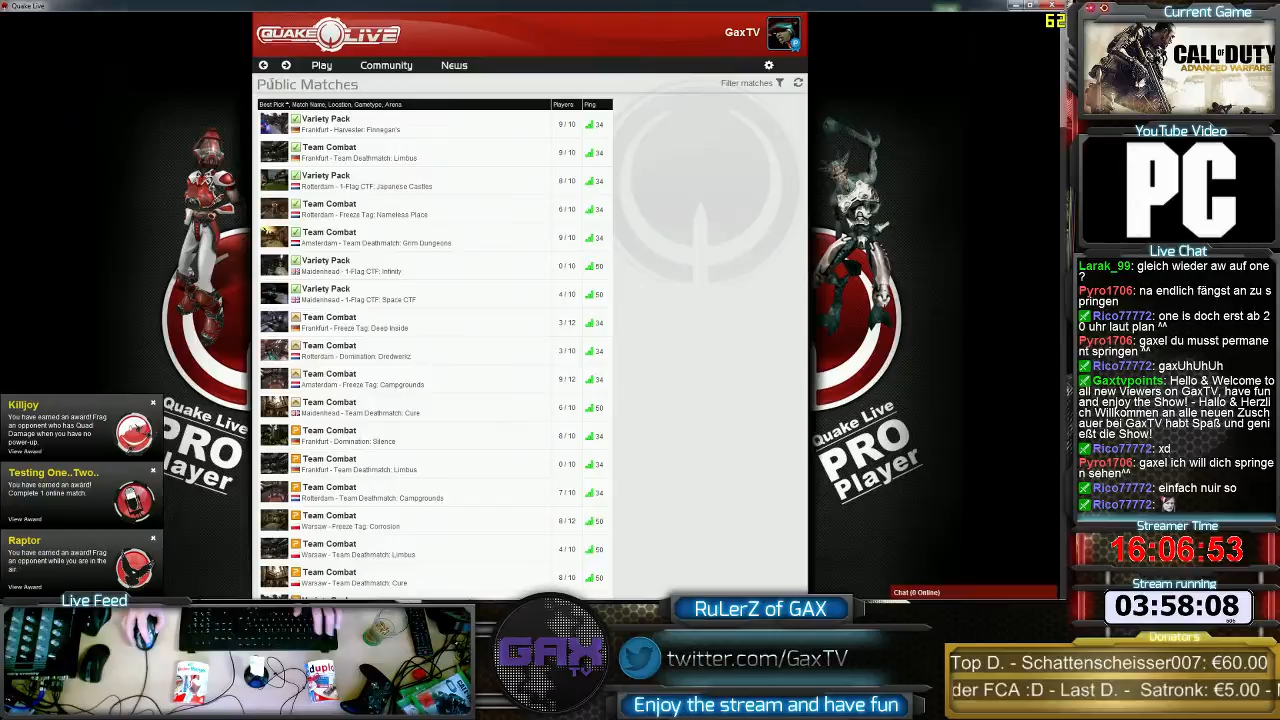 Quake Live
QUAKE LIVE
GaxTV
Play
Community
News
Public Matches
Filter matches
Best Pick, Match Name, Location, Gametype, Arena
Players
Ping
Variety Pack
Frankfurt - Harvester: Finnegan's
9 / 10
34
Team Combat
Frankfurt - Team Deathmatch: Limbus
9 / 10
34
Variety Pack
Rotterdam - 1-Flag CTF: Japanese Castles
8 / 10
34
Team Combat
Rotterdam - Freeze Tag: Nameless Place
6 / 10
34
Team Combat
Amsterdam - Team Deathmatch: Grim Dungeons
9 / 10
34
Variety Pack
Maidenhead - 1-Flag CTF: Infinity
0 / 10
50
Variety Pack
Maidenhead - 1-Flag CTF: Space CTF
4 / 10
50
Team Combat
Frankfurt - Freeze Tag: Deep Inside
3 / 12
34
Team Combat
Rotterdam - Domination: Dredwerkz
3 / 10
34
Team Combat
Amsterdam - Freeze Tag: Campgrounds
9 / 12
34
Team Combat
Maidenhead - Team Deathmatch: Cure
6 / 10
50
Team Combat
Frankfurt - Domination: Silence
8 / 10
34
Team Combat
Frankfurt - Team Deathmatch: Limbus
0 / 10
34
Team Combat
Rotterdam - Team Deathmatch: Campgrounds
7 / 10
34
Team Combat
Warsaw - Freeze Tag: Corrosion
8 / 12
50
Team Combat
Warsaw - Team Deathmatch: Limbus
4 / 10
50
Team Combat
Warsaw - Team Deathmatch: Cure
8 / 10
50
Killjoy
You have earned an award! Frag
an opponent who has Quad
Damage when you have no
power-up.
View Award
Testing One..Two..
You have earned an award!
Complete 1 online match.
View Award
Raptor
You have earned an award! Frag
an opponent while you are in the
air.
View Award
Quake Live
PRO
Player
Quake Live
PRO
Player
Chat (0 Online)
62
Current Game
CALL OF DUTY
ADVANCED WARFARE
YouTube Video
PC
Live Chat
Larak_99: gleich wieder aw auf one
?
Pyro1706: na endlich fängst an zu s
pringen
Rico77772: one is doch erst ab 2
0 uhr laut plan ^^
Pyro1706: gaxel du musst perman
nt springen
Rico77772: gaxUhUhUh
Gaxtvpoints: Hello & Welcome to
all new Viewers on GaxTV, have fun
and enjoy the Show! - Hallo & Herzli
ch Willkommen an alle neuen Zusch
auer bei GaxTV habt Spaß und geni
eßt die Show!
Rico77772: xd
Pyro1706: gaxel ich will dich springe
n sehen^^
Rico77772: einfach nuir so
Rico77772: :D
Streamer Time
16:06:53
Stream running
03:58:08
Donators
Top D. - Schattenscheisser007: €60.00
der FCA :D - Last D. - Satronk: €5.00 -
Live Feed
GAX
TV
RuLerZ of GAX
twitter.com/GaxTV
Enjoy the stream and have fun